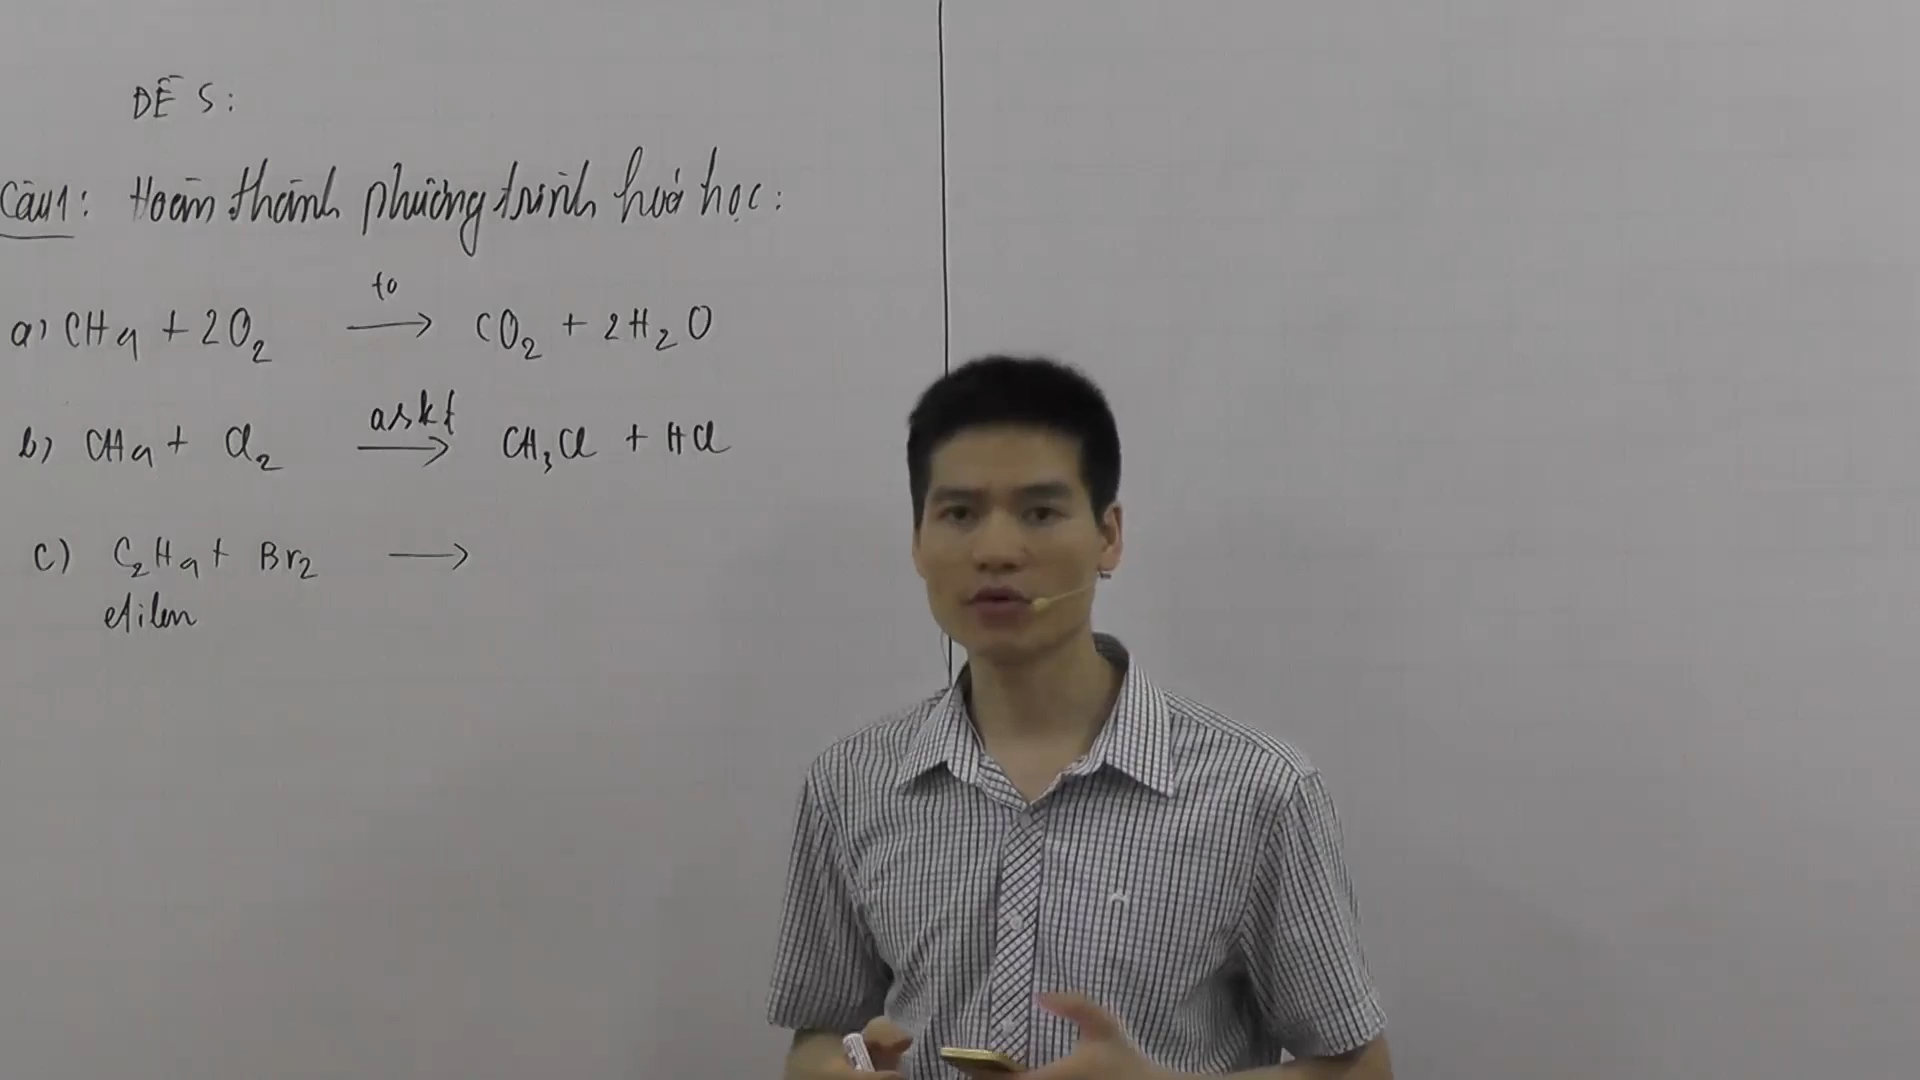 ĐỀ 5:
Câu 1: Hoàn thành phương trình hoá học:
a) CH₄ + 2O₂ →(to) CO₂ + 2H₂O
b) CH₄ + Cl₂ →(askt) CH₃Cl + HCl
c) C₂H₄ + Br₂ →
etilen